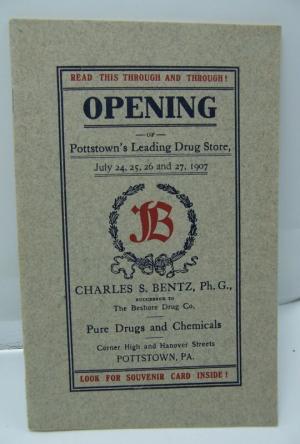 READ THIS THROUGH AND THROUGH!
OPENING
OF
Pottstown's Leading Drug Store,
July 24, 25, 26 and 27, 1907
B
CHARLES S. BENTZ, Ph. G.,
SUCCESSOR TO
The Beshore Drug Co.
Pure Drugs and Chemicals
Corner High and Hanover Streets
POTTSTOWN, PA.
LOOK FOR SOUVENIR CARD INSIDE!